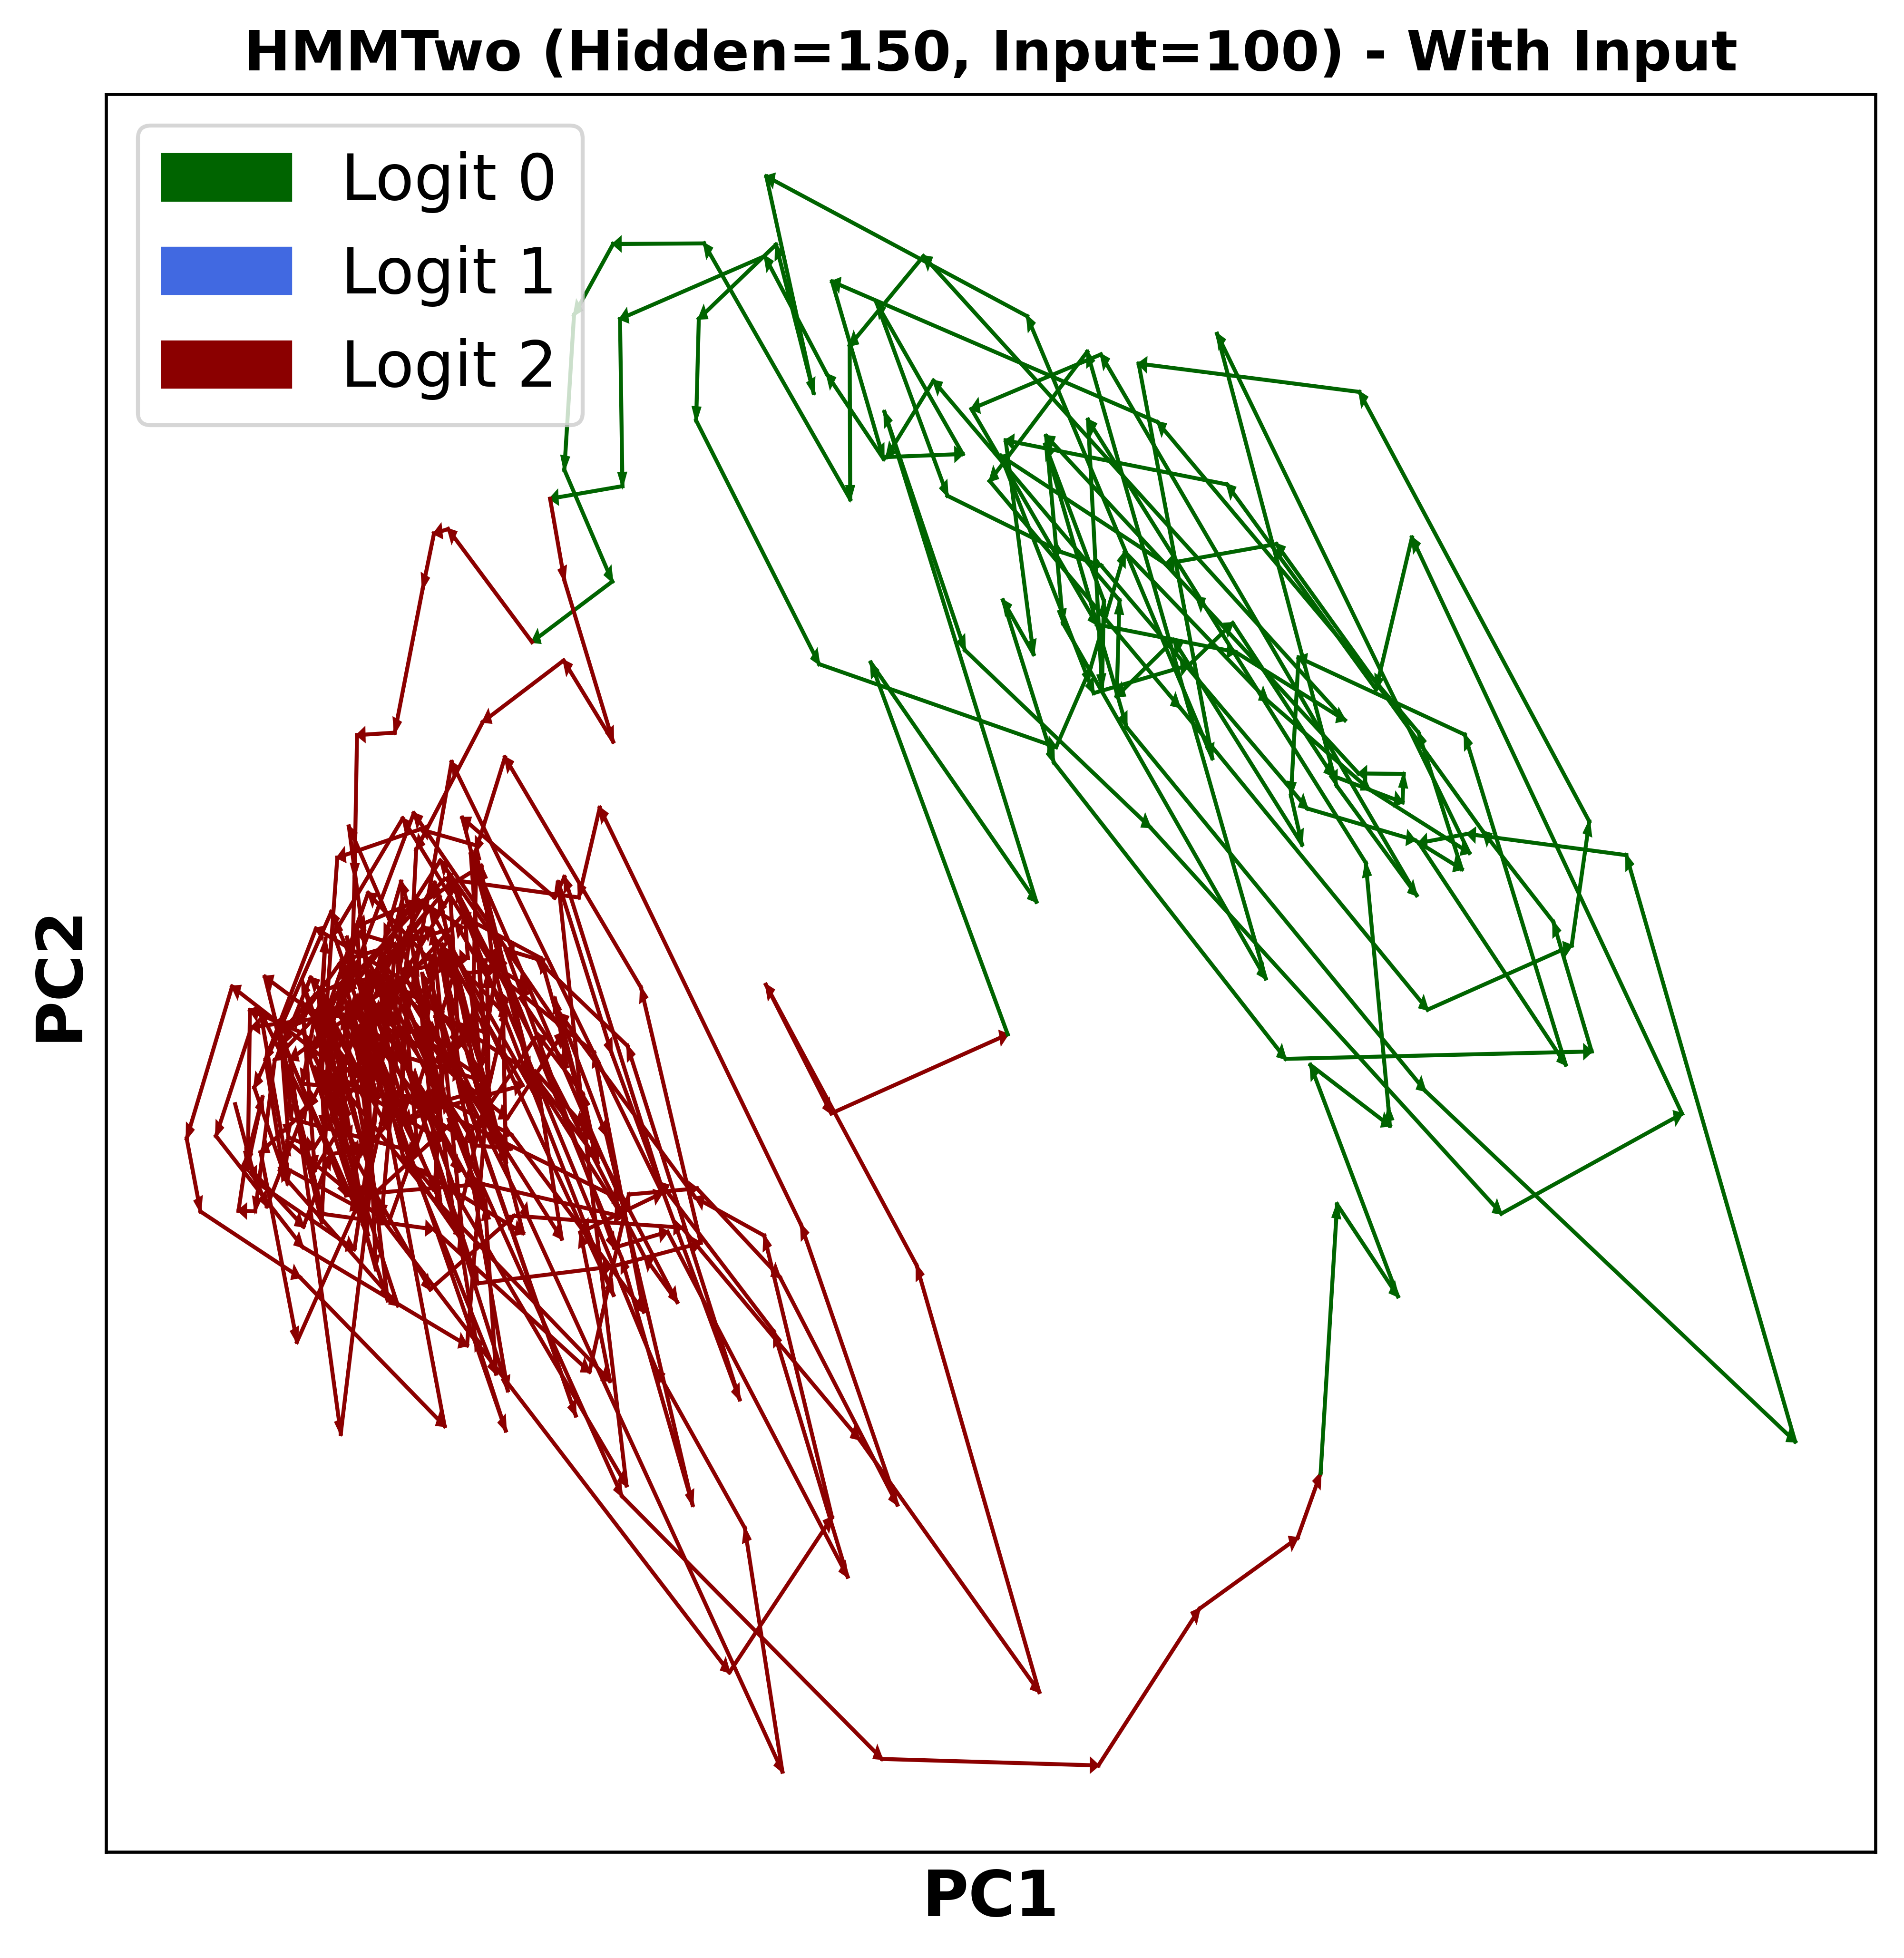 HMMTwo (Hidden=150, Input=100) - With Input
Logit 0
Logit 1
Logit 2
PC2
PC1